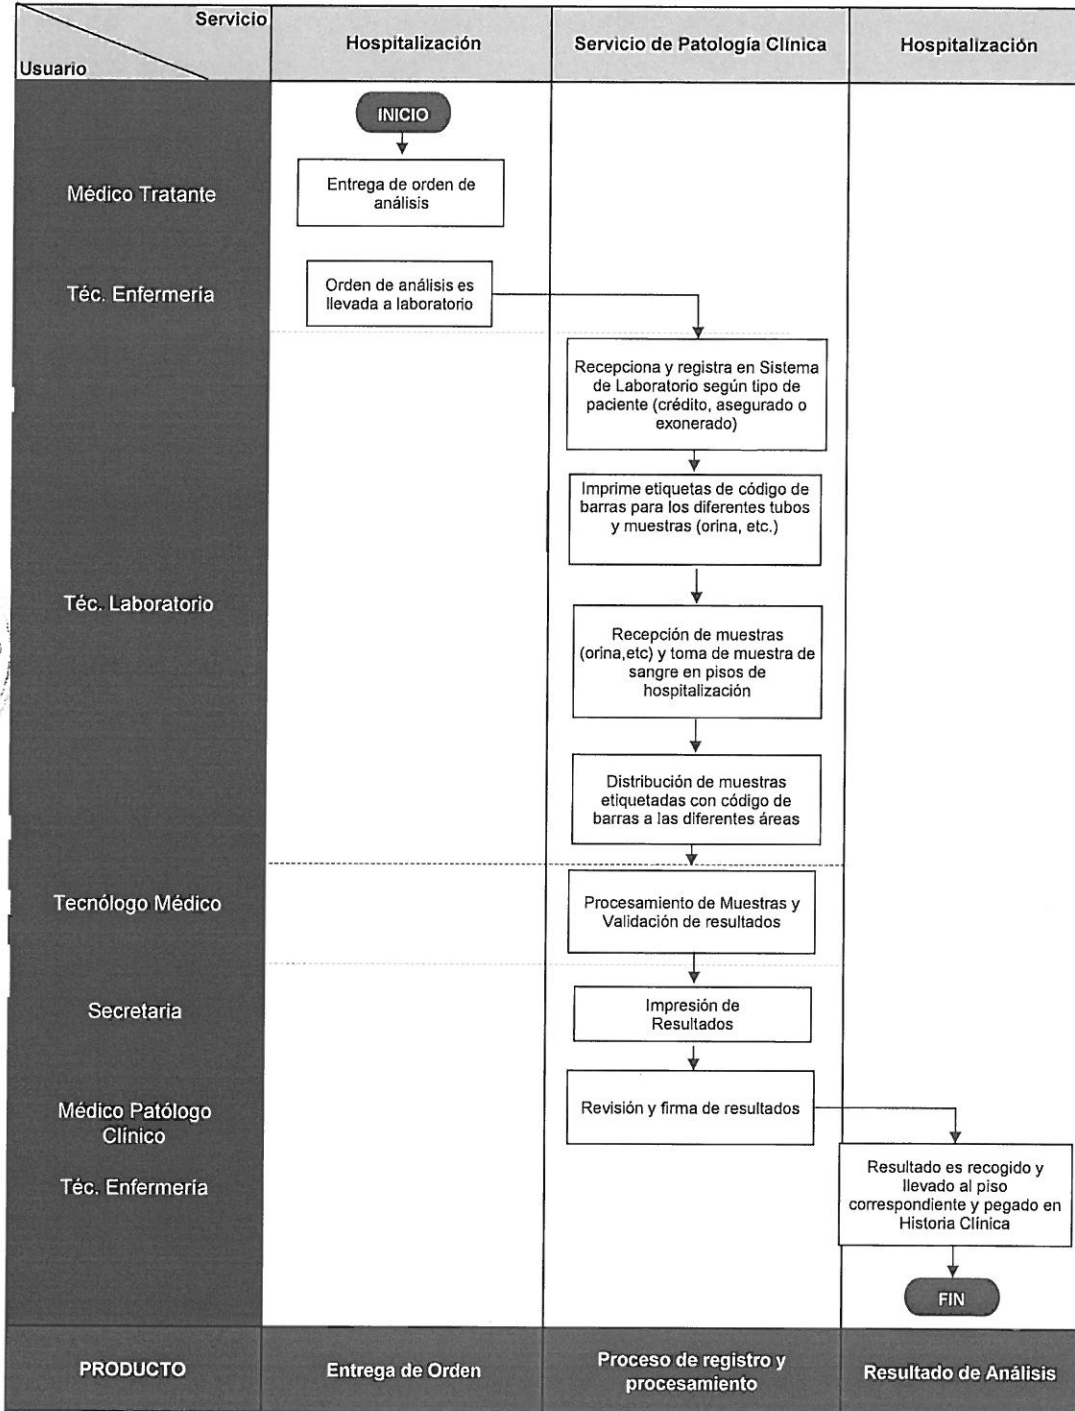 Servicio
Usuario
Hospitalización
Servicio de Patología Clínica
Hospitalización
INICIO
Médico Tratante
Entrega de orden de
análisis
Téc. Enfermería
Orden de análisis es
llevada a laboratorio
Recepciona y registra en Sistema
de Laboratorio según tipo de
paciente (crédito, asegurado o
exonerado)
Imprime etiquetas de código de
barras para los diferentes tubos
y muestras (orina, etc.)
Téc. Laboratorio
Recepción de muestras
(orina,etc) y toma de muestra de
sangre en pisos de
hospitalización
Distribución de muestras
etiquetadas con código de
barras a las diferentes áreas
Tecnólogo Médico
Procesamiento de Muestras y
Validación de resultados
Secretaria
Impresión de
Resultados
Médico Patólogo
Clínico
Revisión y firma de resultados
Téc. Enfermería
Resultado es recogido y
llevado al piso
correspondiente y pegado en
Historia Clínica
FIN
PRODUCTO
Entrega de Orden
Proceso de registro y
procesamiento
Resultado de Análisis